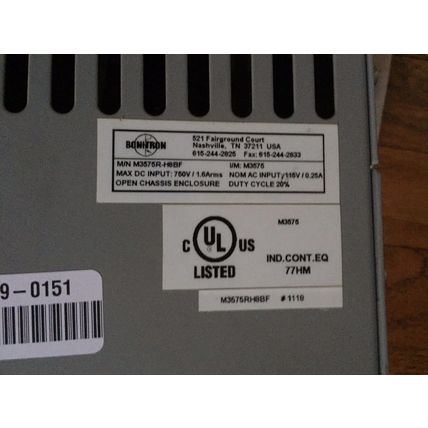 BONITRON
521 Fairground Court
Nashville, TN 37211 USA
615-244-2825 Fax: 615-244-2833
M/N M3575R-H8BF I/M: M3575
MAX DC INPUT: 750V / 1.6Arms NOM AC INPUT: 115V / 0.25A
OPEN CHASSIS ENCLOSURE DUTY CYCLE 20%
M3575
C UL US
LISTED
IND.CONT.EQ
77HM
M3575RH8BF # 1118
9-0151